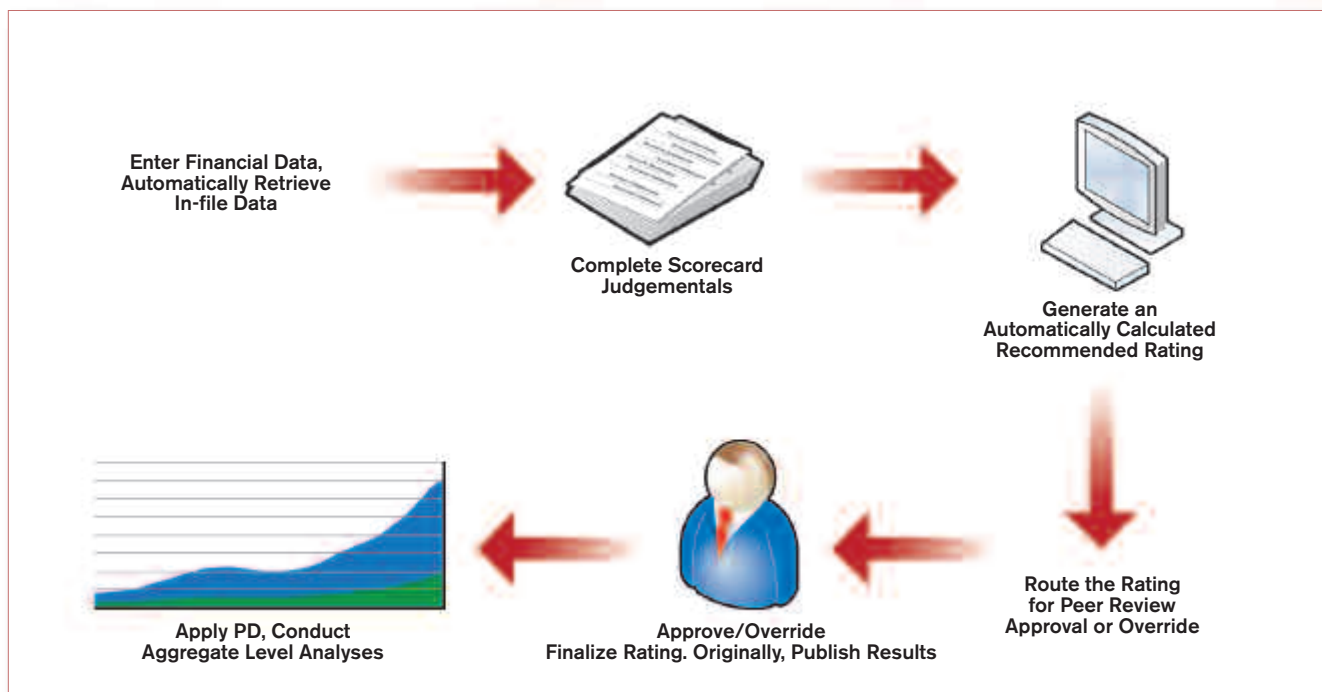 Enter Financial Data,
Automatically Retrieve
In-file Data
Complete Scorecard
Judgementals
Generate an
Automatically Calculated
Recommended Rating
Route the Rating
for Peer Review
Approval or Override
Approve/Override
Finalize Rating. Originally, Publish Results
Apply PD, Conduct
Aggregate Level Analyses